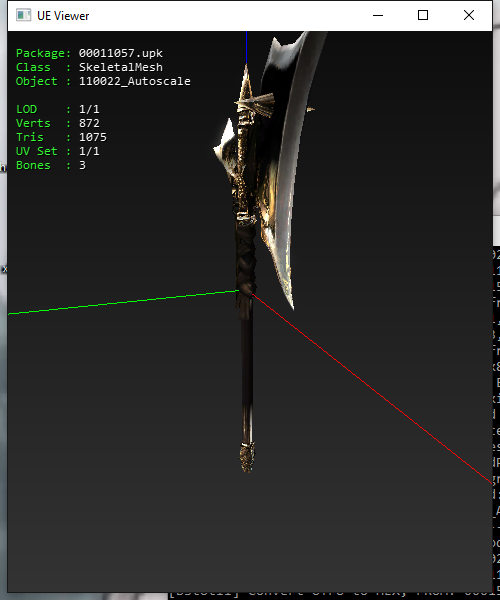 UE Viewer
Package: 00011057.upk
Class : SkeletalMesh
Object : 110022_Autoscale
LOD : 1/1
Verts : 872
Tris : 1075
UV Set : 1/1
Bones : 3